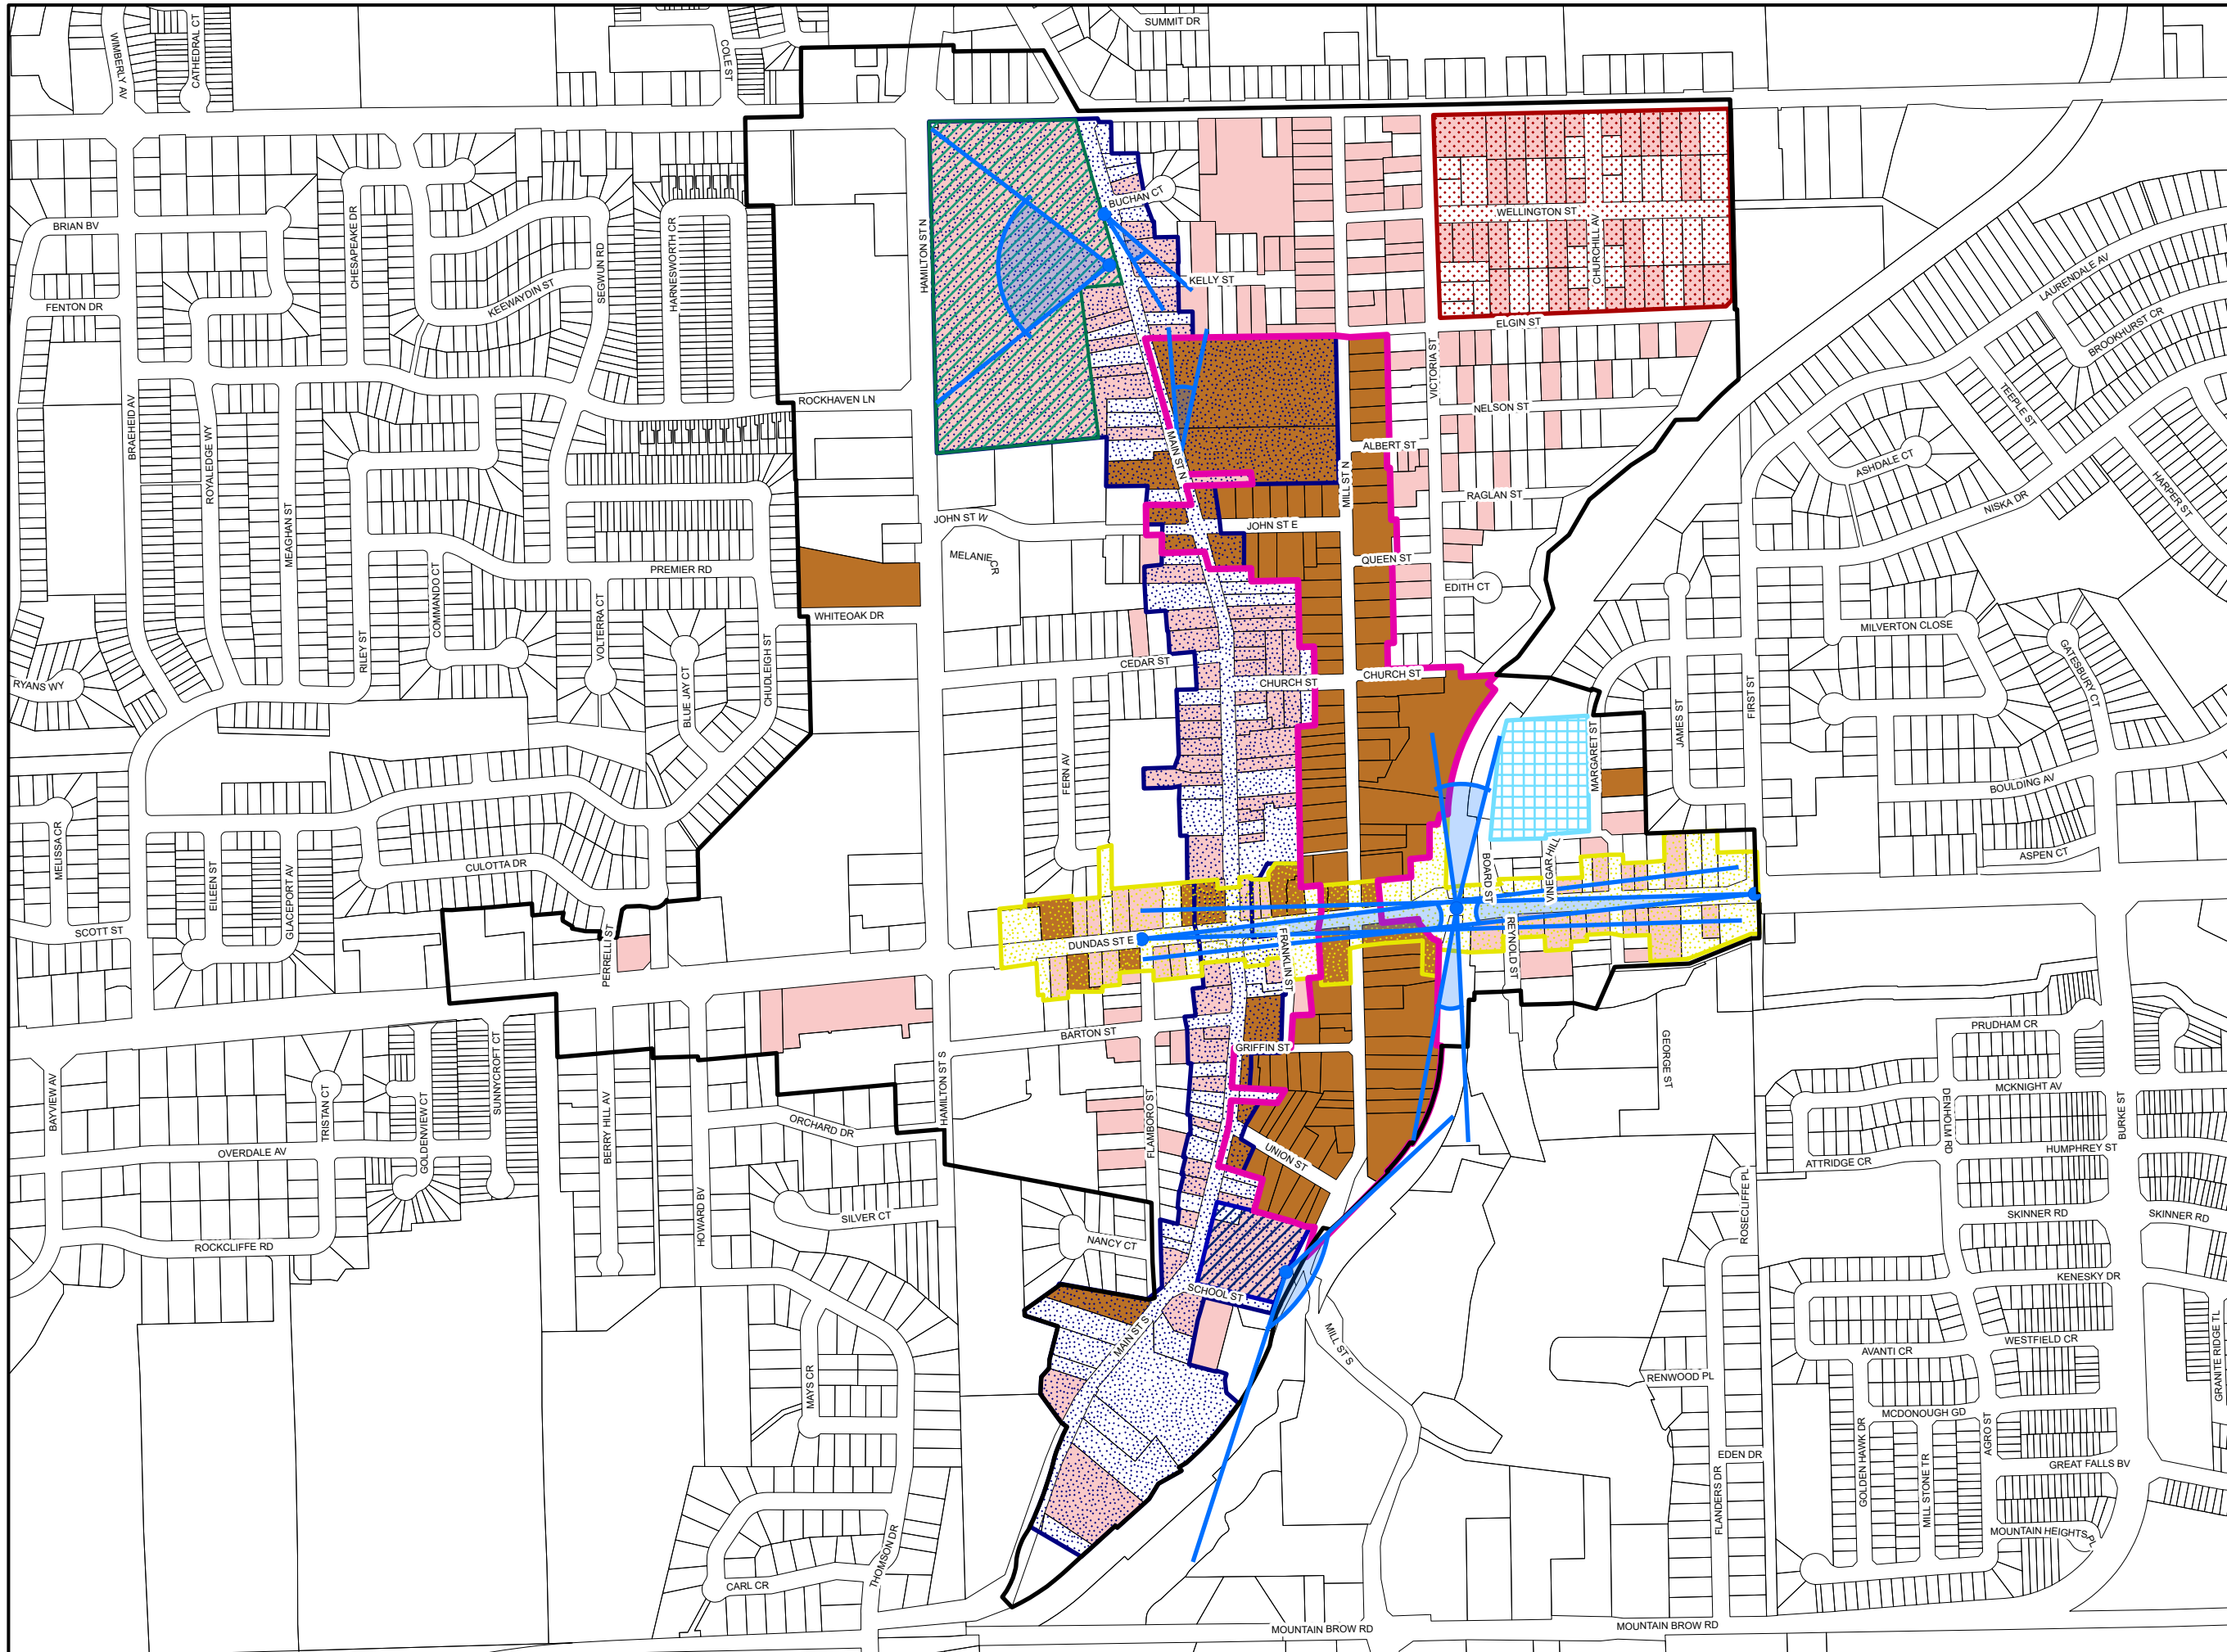 SUMMIT DR
WIMBERLY AV
CATHEDRAL CT
COLE ST
BUCHAN CT
WELLINGTON ST
CHURCHILL AV
BRIAN BV
CHESAPEAKE DR
HAMILTON ST N
SEGWUN RD
HARNESWORTH CR
KELLY ST
LAURENDALE AV
FENTON DR
KEEWAYDIN ST
ELGIN ST
BROOKHURST CR
VICTORIA ST
BRAEHEID AV
ROCKHAVEN LN
NELSON ST
TEEPLE ST
ROYALEDGE WY
MAIN ST N
ALBERT ST
ASHDALE CT
MILL ST N
RAGLAN ST
HARPER ST
NISKA DR
MEAGHAN ST
JOHN ST W
JOHN ST E
MELANIE CR
QUEEN ST
PREMIER RD
EDITH CT
COMMANDO CT
VOLTERRA CT
WHITEOAK DR
MILVERTON CLOSE
RILEY ST
CHUDLEIGH ST
CEDAR ST
GATESBURY CT
RYANS WY
BLUE JAY CT
CHURCH ST
CHURCH ST
FIRST ST
JAMES ST
MARGARET ST
FERN AV
BOULDING AV
MELISSA CR
EILEEN ST
GLACEPORT AV
CULOTTA DR
BOARD ST
VINEGAR HILL
ASPEN CT
SCOTT ST
PERRELLI ST
DUNDAS ST E
FRANKLIN ST
REYNOLD ST
BARTON ST
GRIFFIN ST
GEORGE ST
PRUDHAM CR
BAYVIEW AV
TRISTAN CT
GOLDENVIEW CT
SUNNYCROFT CT
BERRY HILL AV
HAMILTON ST S
FLAMBORO ST
MCKNIGHT AV
DENHOLM RD
BURKE ST
ORCHARD DR
OVERDALE AV
UNION ST
HUMPHREY ST
ATTRIDGE CR
ROSECLIFFE PL
HOWARD BV
SILVER CT
SKINNER RD
SKINNER RD
ROCKCLIFFE RD
NANCY CT
KENESKY DR
SCHOOL ST
MAIN ST S
MILL ST S
WESTFIELD CR
AVANTI CR
GRANITE RIDGE TL
MAYS CR
RENWOOD PL
MCDONOUGH GD
GOLDEN HAWK DR
MILL STONE TR
AGRO ST
EDEN DR
GREAT FALLS BV
FLANDERS DR
THOMSON DR
MOUNTAIN HEIGHTS PL
CARL CR
MOUNTAIN BROW RD
MOUNTAIN BROW RD